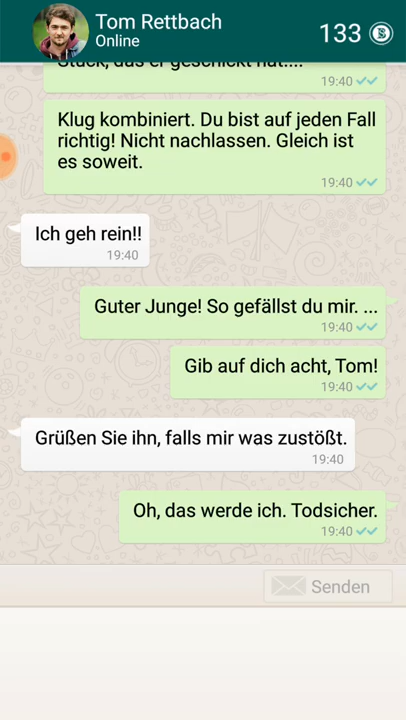 Tom Rettbach
Online
133
Stück, das er geschickt hat....
19:40
Klug kombiniert. Du bist auf jeden Fall
richtig! Nicht nachlassen. Gleich ist
es soweit.
19:40
Ich geh rein!!
19:40
Guter Junge! So gefällst du mir. ...
19:40
Gib auf dich acht, Tom!
19:40
Grüßen Sie ihn, falls mir was zustößt.
19:40
Oh, das werde ich. Todsicher.
19:40
Senden